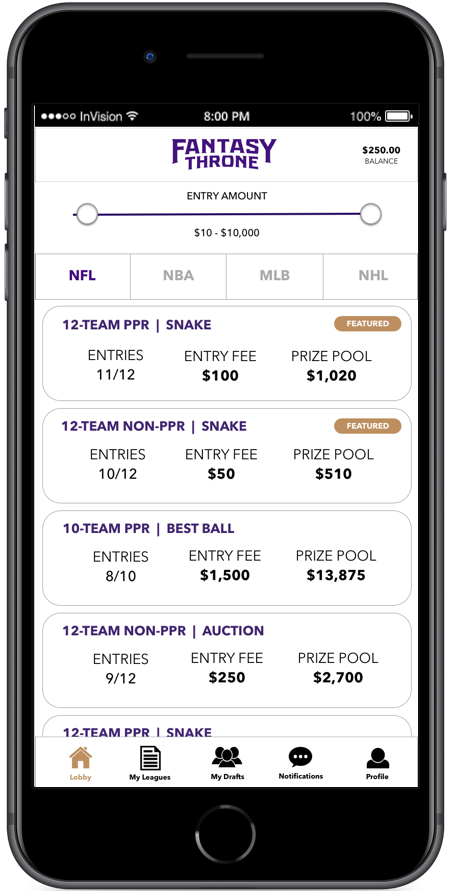 ●●●○○ InVision 8:00 PM 100%
FANTASY
THRONE
$250.00
BALANCE
ENTRY AMOUNT
$10 - $10,000
NFL NBA MLB NHL
12-TEAM PPR | SNAKE FEATURED
ENTRIES ENTRY FEE PRIZE POOL
11/12 $100 $1,020
12-TEAM NON-PPR | SNAKE FEATURED
ENTRIES ENTRY FEE PRIZE POOL
10/12 $50 $510
10-TEAM PPR | BEST BALL
ENTRIES ENTRY FEE PRIZE POOL
8/10 $1,500 $13,875
12-TEAM NON-PPR | AUCTION
ENTRIES ENTRY FEE PRIZE POOL
9/12 $250 $2,700
12-TEAM PPR | SNAKE
Lobby My Leagues My Drafts Notifications Profile